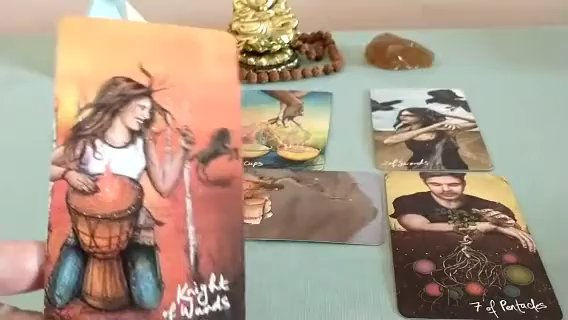 Knight
of Wands
Cups
of Swords
7 of Pentacles